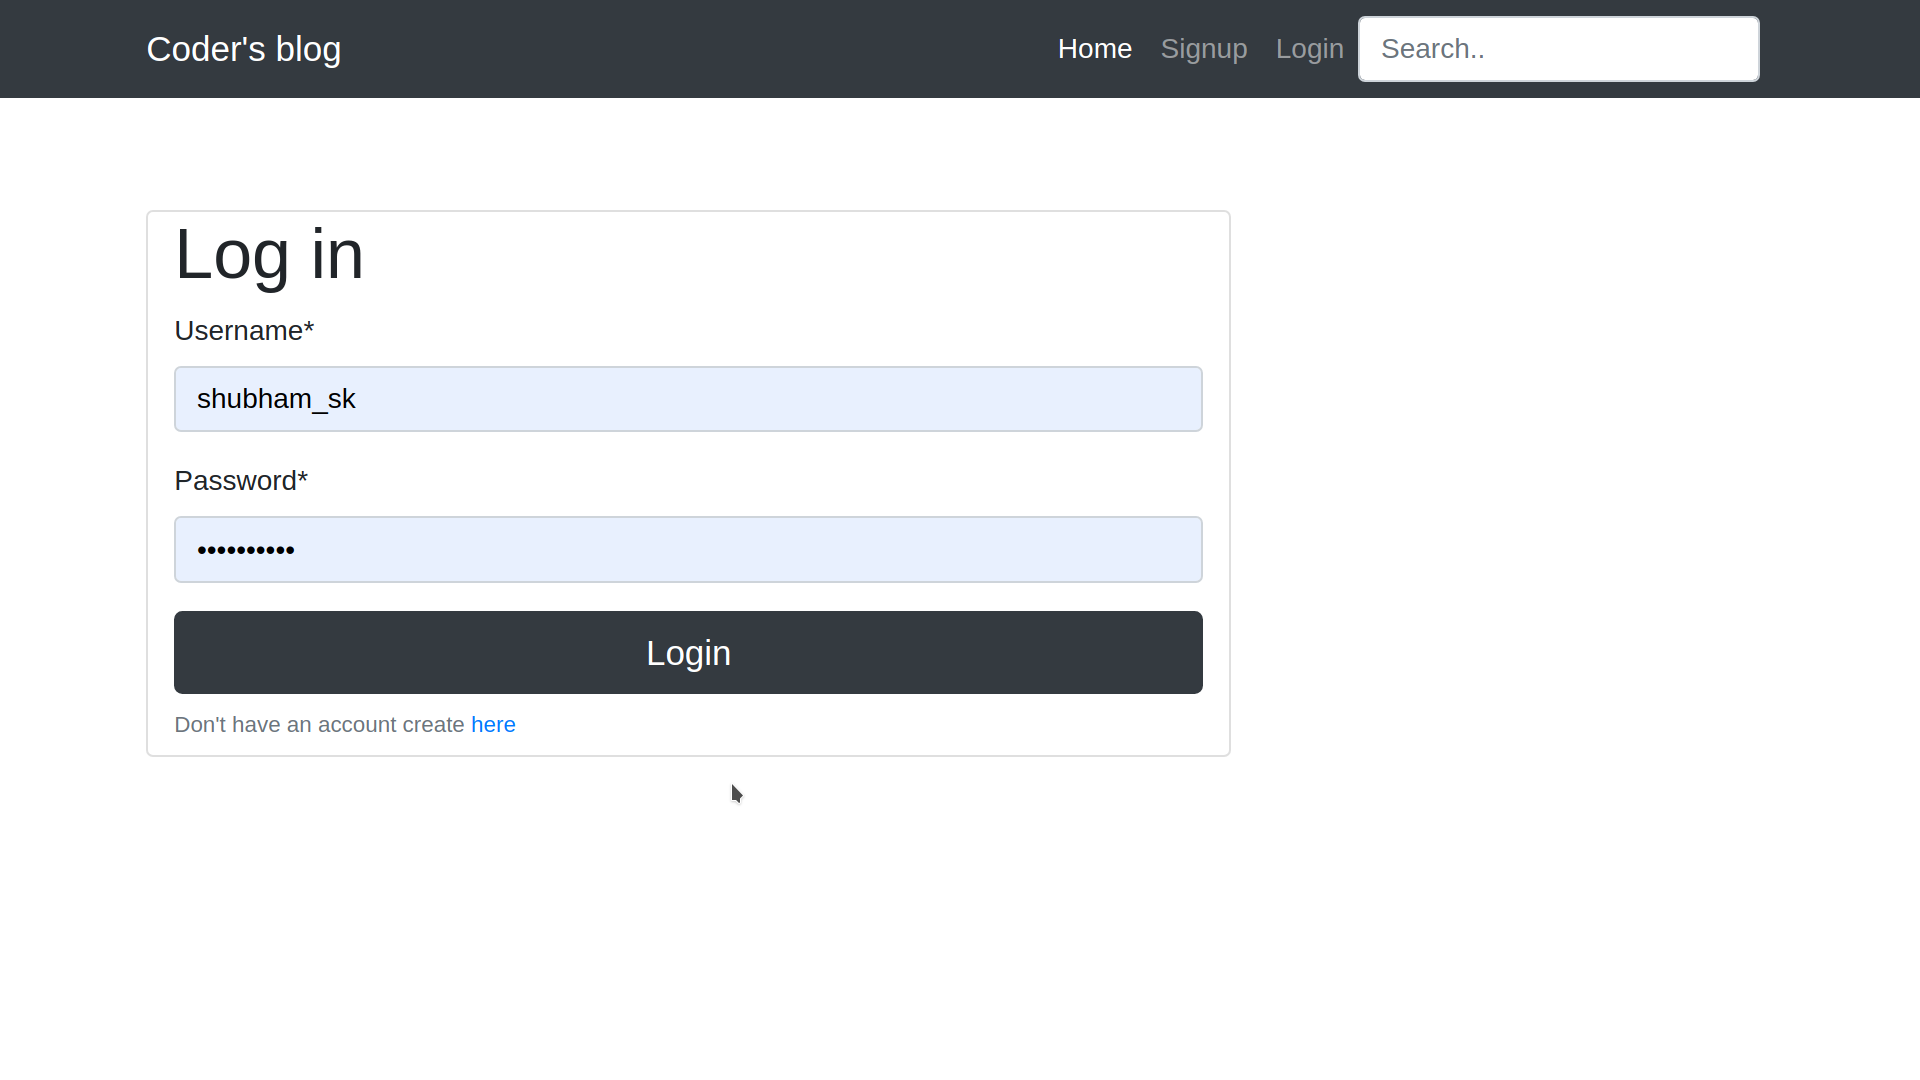 Coder's blog
Home Signup Login Search..
Log in
Username*
shubham_sk
Password*
••••••••••
Login
Don't have an account create here